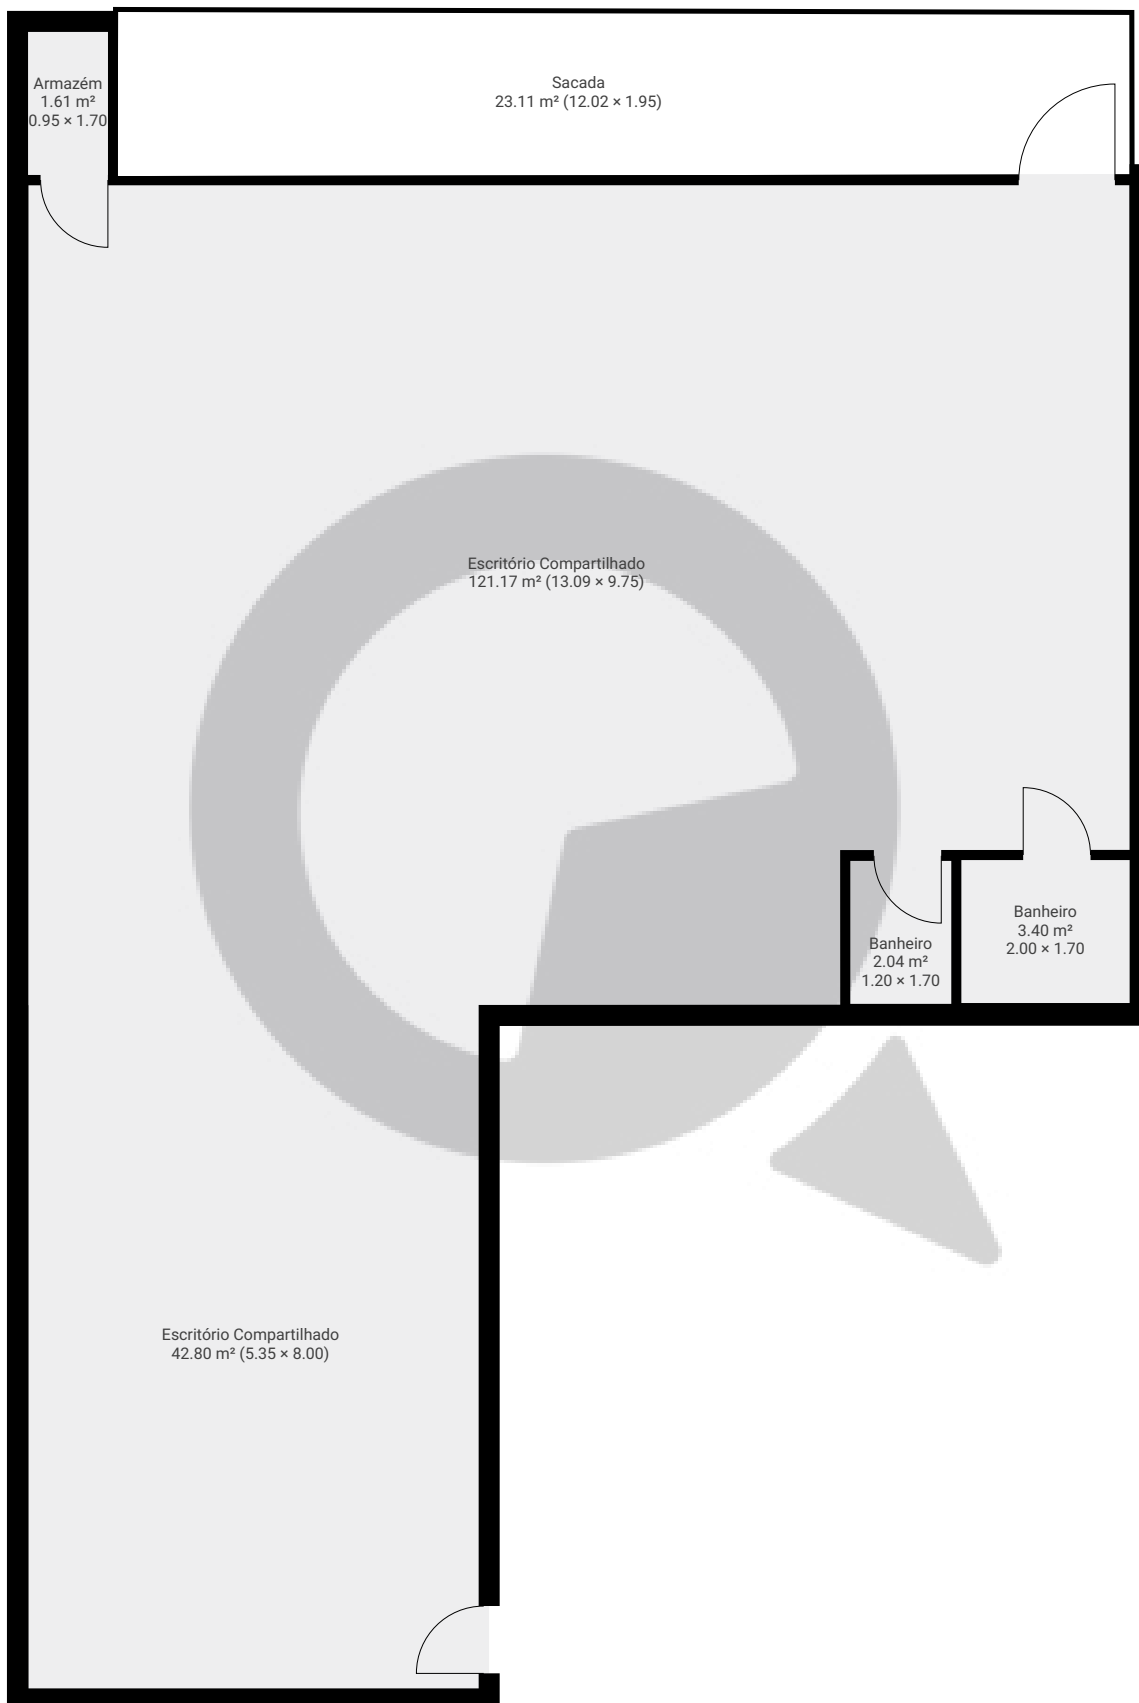 Armazém
1.61 m²
0.95 × 1.70
Sacada
23.11 m² (12.02 × 1.95)
Escritório Compartilhado
121.17 m² (13.09 × 9.75)
Banheiro
2.04 m²
1.20 × 1.70
Banheiro
3.40 m²
2.00 × 1.70
Escritório Compartilhado
42.80 m² (5.35 × 8.00)